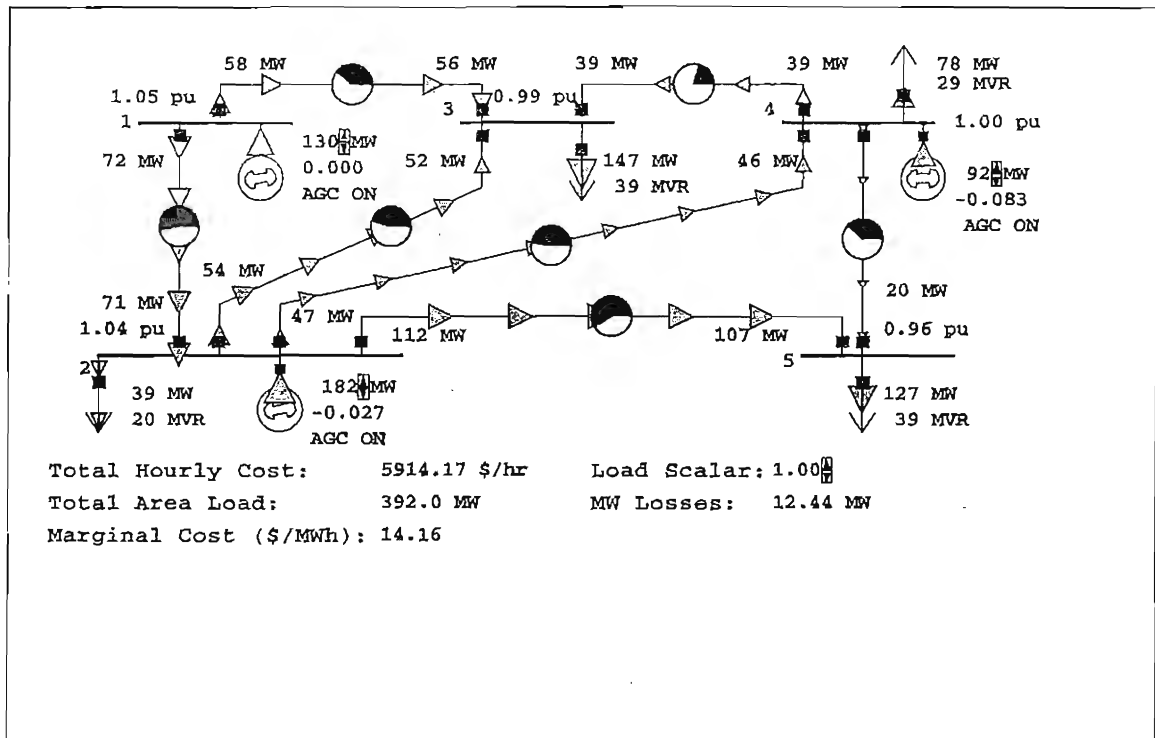 58 MW
56 MW
39 MW
39 MW
78 MW
29 MVR
1.05 pu
3
0.99 pu
4
1
1.00 pu
130 MW
72 MW
52 MW
147 MW
46 MW
0.000
39 MVR
92 MW
AGC ON
-0.083
AGC ON
54 MW
71 MW
47 MW
20 MW
1.04 pu
112 MW
107 MW
0.96 pu
2
5
39 MW
182 MW
127 MW
20 MVR
-0.027
39 MVR
AGC ON
Total Hourly Cost: 5914.17 $/hr Load Scalar: 1.00
Total Area Load: 392.0 MW MW Losses: 12.44 MW
Marginal Cost ($/MWh): 14.16